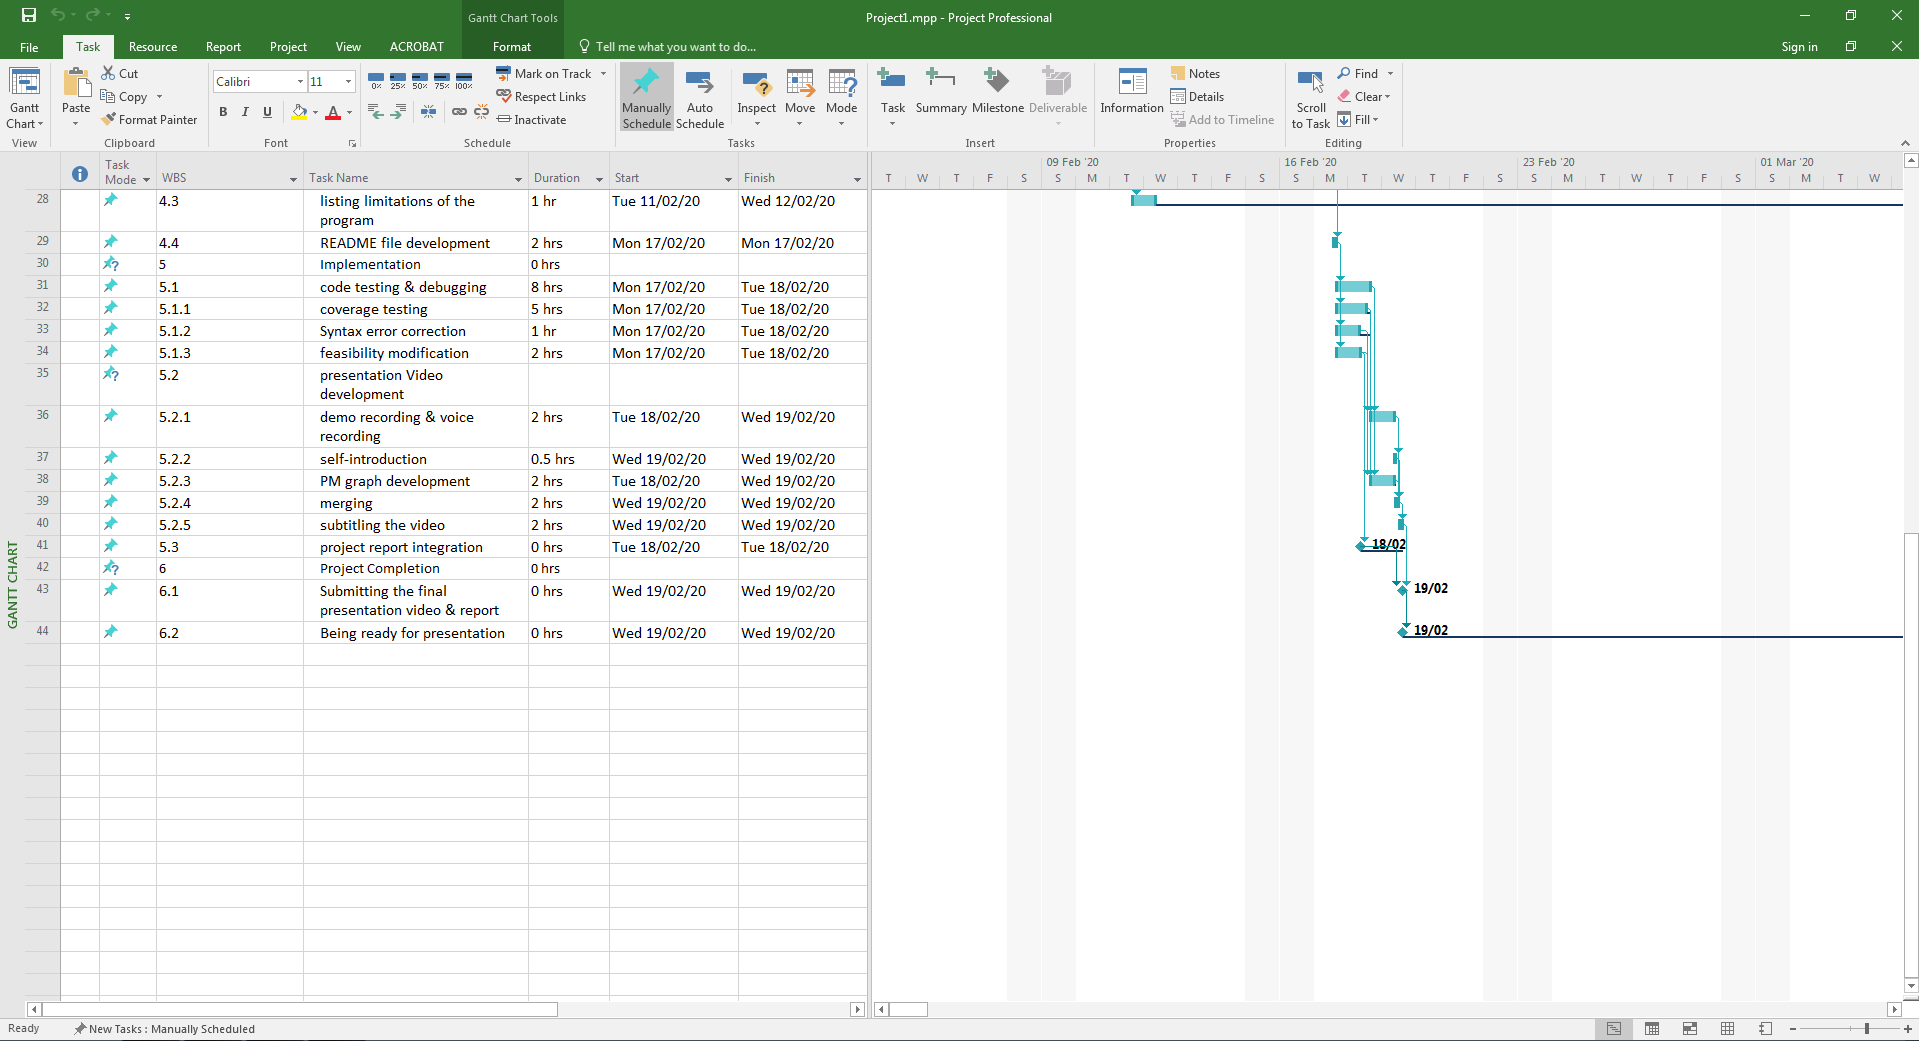 Gantt Chart Tools
Project1.mpp - Project Professional
File Task Resource Report Project View ACROBAT Format Tell me what you want to do... Sign in
Gantt Chart
View
Paste
Cut
Copy
Format Painter
Clipboard
Calibri 11
B I U A
Font
0% 25% 50% 75% 100%
Mark on Track
Respect Links
Inactivate
Schedule
Manually Schedule
Auto Schedule
Inspect
Move
Mode
Tasks
Task
Summary
Milestone
Deliverable
Insert
Information
Notes
Details
Add to Timeline
Properties
Scroll to Task
Find
Clear
Fill
Editing
GANTT CHART
Task Mode WBS Task Name Duration Start Finish
09 Feb '20 16 Feb '20 23 Feb '20 01 Mar '20
T W T F S S M T W T F S S M T W T F S S M T W T F S S M T W
28 4.3 listing limitations of the 1 hr Tue 11/02/20 Wed 12/02/20
program
29 4.4 README file development 2 hrs Mon 17/02/20 Mon 17/02/20
30 5 Implementation 0 hrs
31 5.1 code testing & debugging 8 hrs Mon 17/02/20 Tue 18/02/20
32 5.1.1 coverage testing 5 hrs Mon 17/02/20 Tue 18/02/20
33 5.1.2 Syntax error correction 1 hr Mon 17/02/20 Tue 18/02/20
34 5.1.3 feasibility modification 2 hrs Mon 17/02/20 Tue 18/02/20
35 5.2 presentation Video
development
36 5.2.1 demo recording & voice 2 hrs Tue 18/02/20 Wed 19/02/20
recording
37 5.2.2 self-introduction 0.5 hrs Wed 19/02/20 Wed 19/02/20
38 5.2.3 PM graph development 2 hrs Tue 18/02/20 Wed 19/02/20
39 5.2.4 merging 2 hrs Wed 19/02/20 Wed 19/02/20
40 5.2.5 subtitling the video 2 hrs Wed 19/02/20 Wed 19/02/20
41 5.3 project report integration 0 hrs Tue 18/02/20 Tue 18/02/20 18/02
42 6 Project Completion 0 hrs
43 6.1 Submitting the final 0 hrs Wed 19/02/20 Wed 19/02/20 19/02
presentation video & report
44 6.2 Being ready for presentation 0 hrs Wed 19/02/20 Wed 19/02/20 19/02
Ready New Tasks : Manually Scheduled